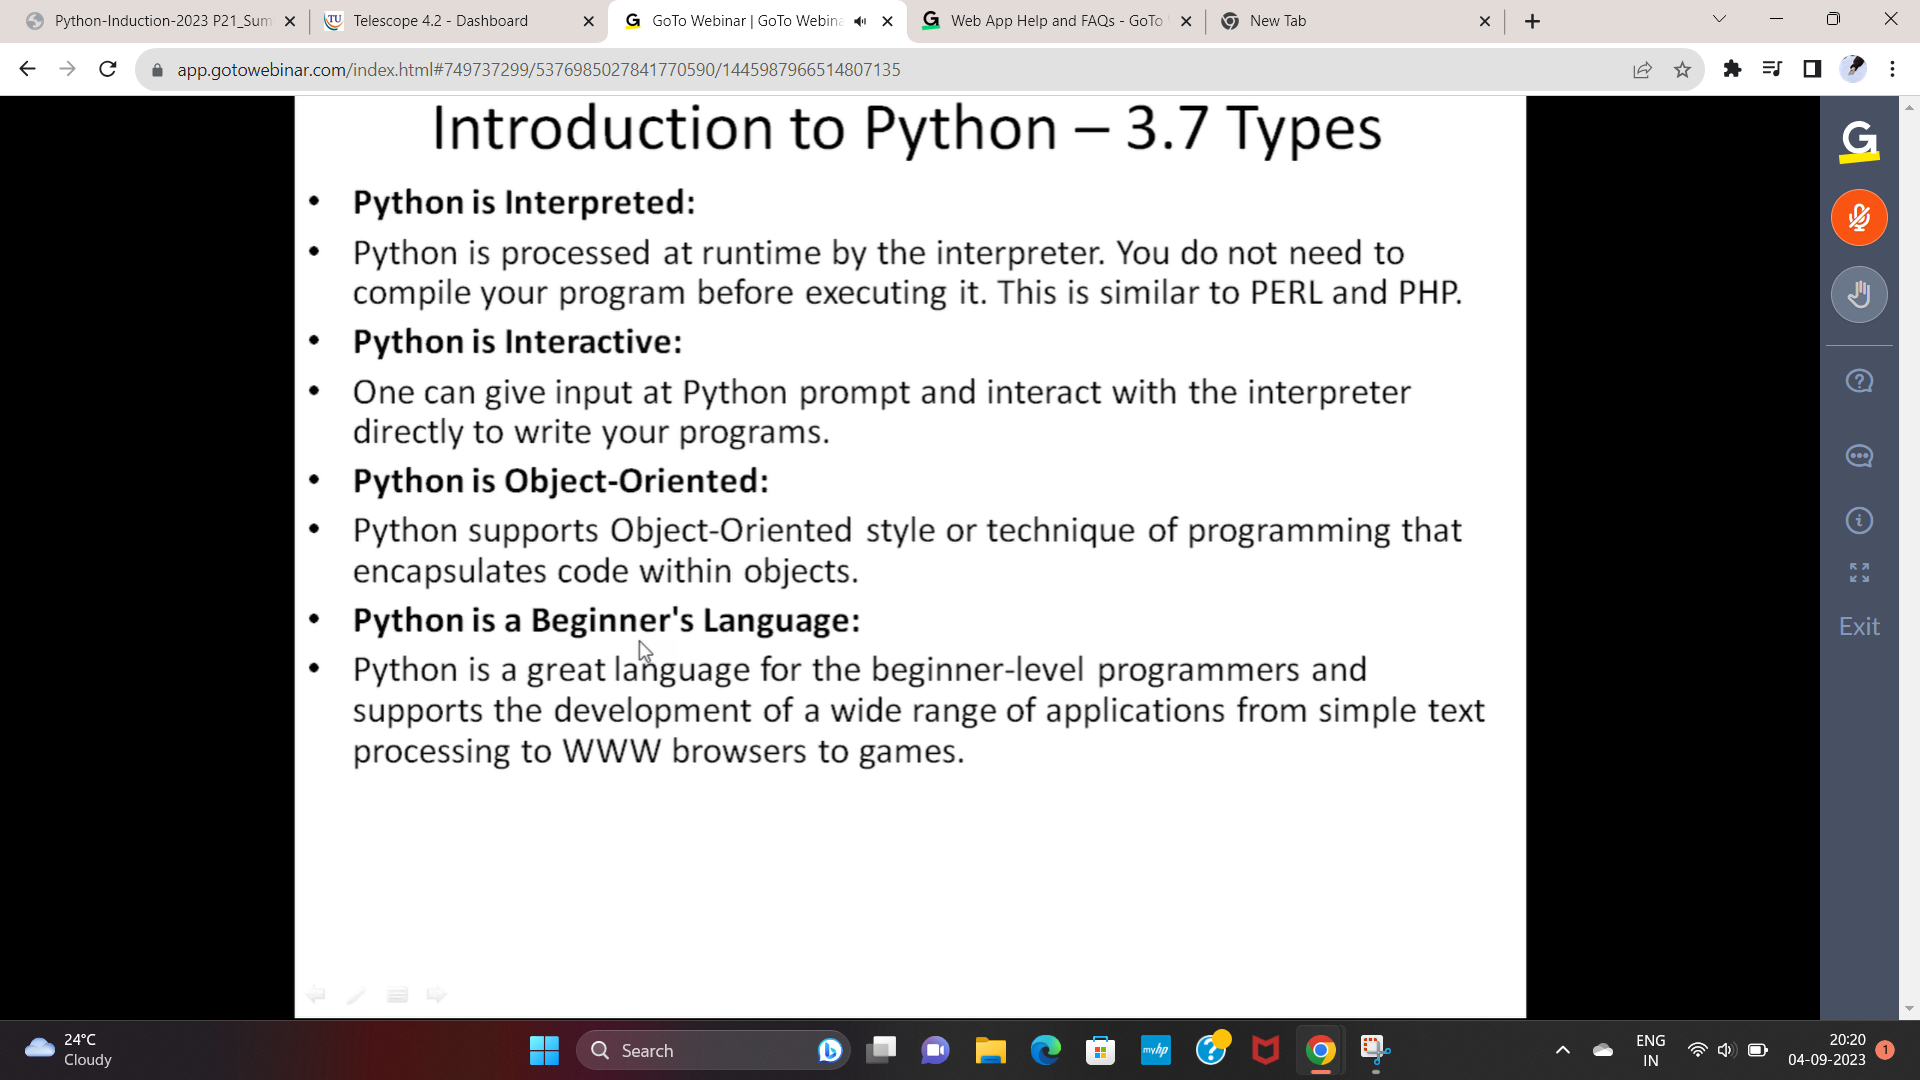 Python-Induction-2023 P21_Sum
Telescope 4.2 - Dashboard
GoTo Webinar | GoTo Webina
Web App Help and FAQs - GoTo
New Tab
app.gotowebinar.com/index.html#749737299/5376985027841770590/1445987966514807135
Introduction to Python – 3.7 Types
• Python is Interpreted:
• Python is processed at runtime by the interpreter. You do not need to
compile your program before executing it. This is similar to PERL and PHP.
• Python is Interactive:
• One can give input at Python prompt and interact with the interpreter
directly to write your programs.
• Python is Object-Oriented:
• Python supports Object-Oriented style or technique of programming that
encapsulates code within objects.
• Python is a Beginner's Language:
• Python is a great language for the beginner-level programmers and
supports the development of a wide range of applications from simple text
processing to WWW browsers to games.
G
Exit
24°C
Cloudy
Search
myhp
ENG
IN
20:20
04-09-2023
1